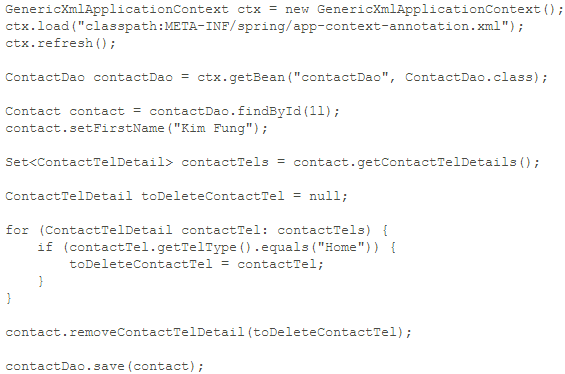 GenericXmlApplicationContext ctx = new GenericXmlApplicationContext();
ctx.load("classpath:META-INF/spring/app-context-annotation.xml");
ctx.refresh();
ContactDao contactDao = ctx.getBean("contactDao", ContactDao.class);
Contact contact = contactDao.findById(1l);
contact.setFirstName("Kim Fung");
Set<ContactTelDetail> contactTels = contact.getContactTelDetails();
ContactTelDetail toDeleteContactTel = null;
for (ContactTelDetail contactTel: contactTels) {
if (contactTel.getTelType().equals("Home")) {
toDeleteContactTel = contactTel;
}
}
contact.removeContactTelDetail(toDeleteContactTel);
contactDao.save(contact);